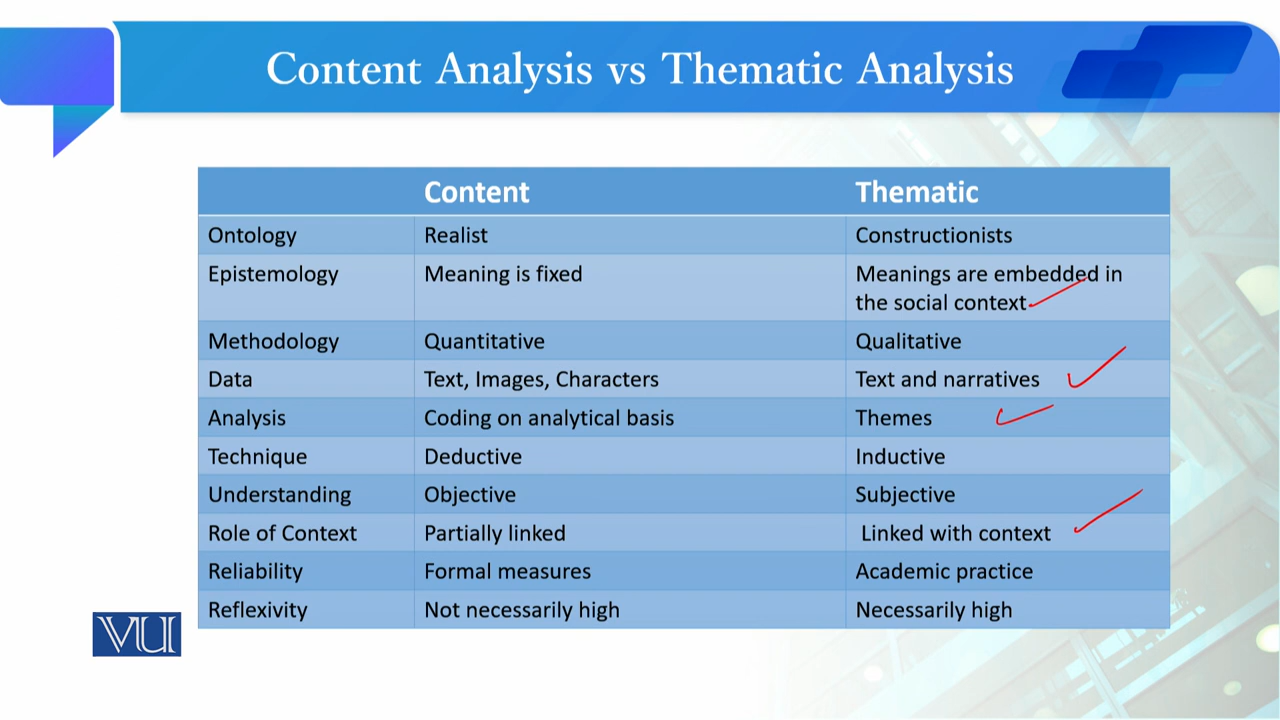 Content Analysis vs Thematic Analysis
Content Thematic
Ontology Realist Constructionists
Epistemology Meaning is fixed Meanings are embedded in
the social context
Methodology Quantitative Qualitative
Data Text, Images, Characters Text and narratives
Analysis Coding on analytical basis Themes
Technique Deductive Inductive
Understanding Objective Subjective
Role of Context Partially linked Linked with context
Reliability Formal measures Academic practice
Reflexivity Not necessarily high Necessarily high
VU